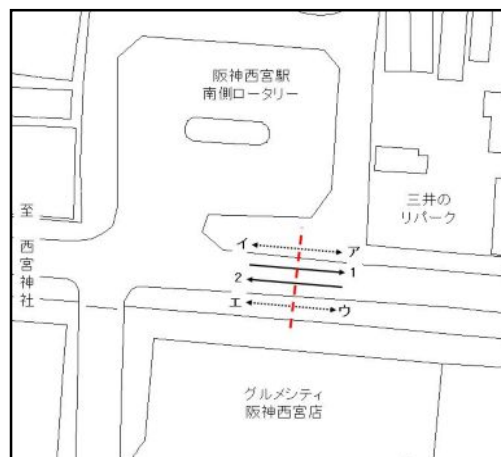 阪神西宮駅
南側ロータリー
三井の
リパーク
至
西宮神社
イ
ア
1
2
エ
ウ
グルメシティ
阪神西宮店